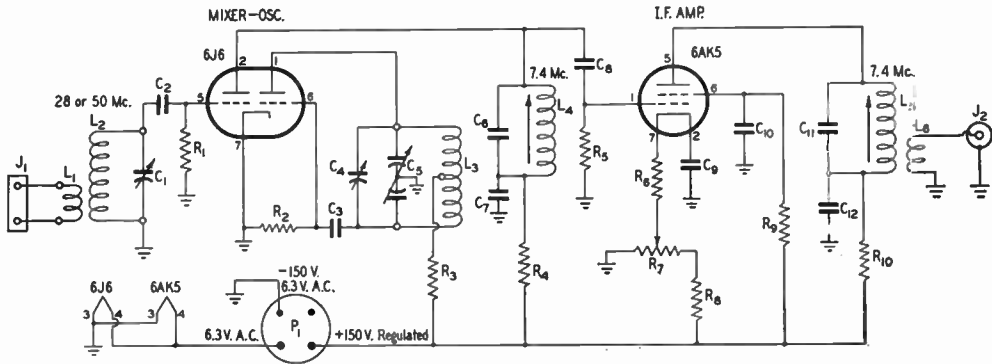 MIXER-OSC.
I.F. AMP.
6J6
6AK5
2
1
5
6
7
5
1
6
7
2
28 or 50 Mc.
7.4 Mc.
7.4 Mc.
J1
L1
L2
C1
C2
R1
R2
C3
C4
C5
L3
R3
C6
C7
L4
R4
C8
R5
R6
R7
R8
C9
C10
R9
C11
C12
R10
J2
6J6
6AK5
3
4
3
4
6.3 V. A.C.
-150 V.
6.3 V. A.C.
P1
+150 V. Regulated